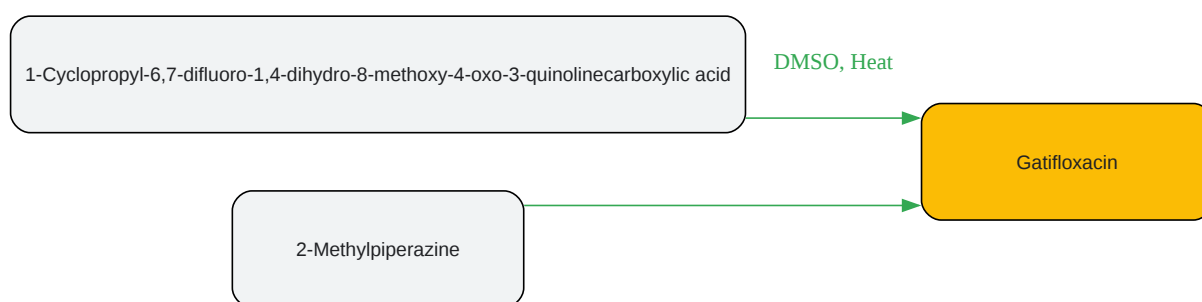 1-Cyclopropyl-6,7-difluoro-1,4-dihydro-8-methoxy-4-oxo-3-quinolinecarboxylic acid
DMSO, Heat
Gatifloxacin
2-Methylpiperazine